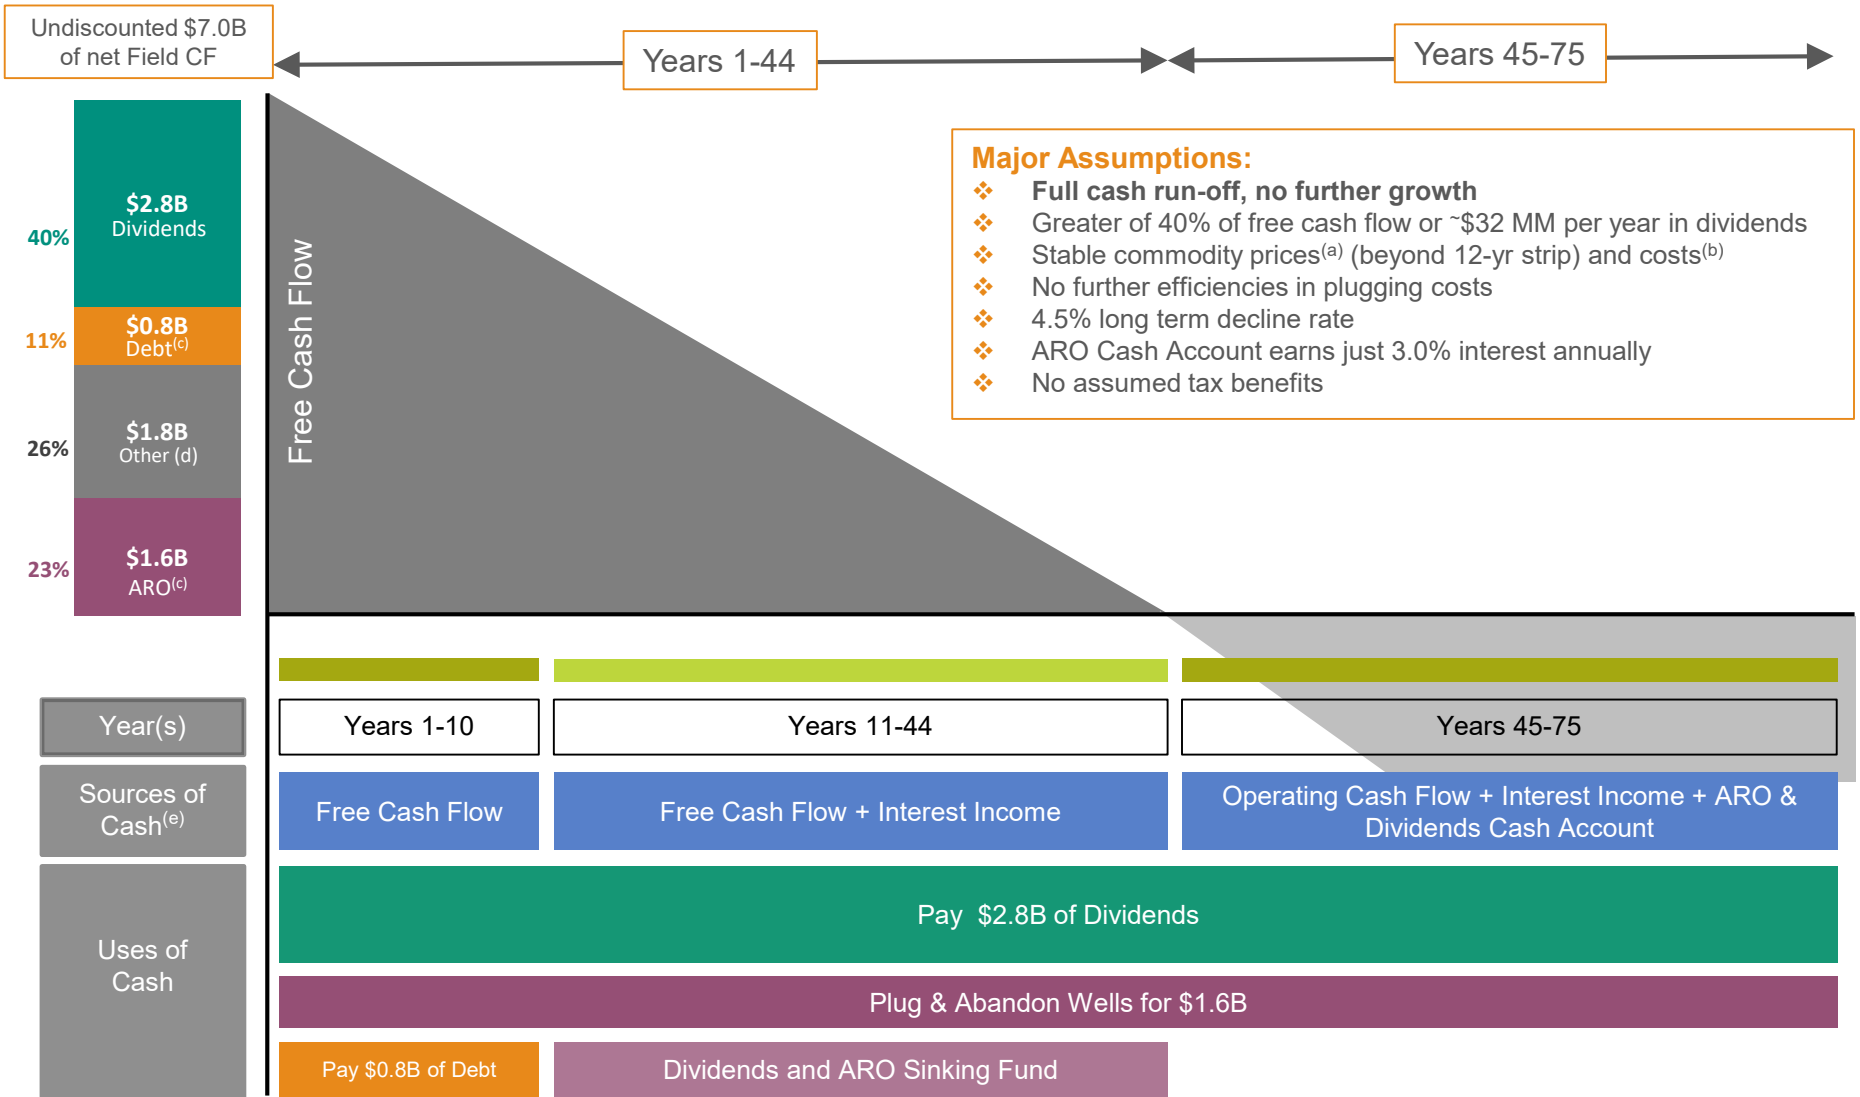 Undiscounted $7.0B
of net Field CF
Years 1-44
Years 45-75
$2.8B
Dividends
40%
$0.8B
Debt(c)
11%
$1.8B
Other (d)
26%
$1.6B
ARO(c)
23%
Free Cash Flow
Major Assumptions:
❖ Full cash run-off, no further growth
❖ Greater of 40% of free cash flow or ~$32 MM per year in dividends
❖ Stable commodity prices(a) (beyond 12-yr strip) and costs(b)
❖ No further efficiencies in plugging costs
❖ 4.5% long term decline rate
❖ ARO Cash Account earns just 3.0% interest annually
❖ No assumed tax benefits
Year(s)
Years 1-10
Years 11-44
Years 45-75
Sources of
Cash(e)
Free Cash Flow
Free Cash Flow + Interest Income
Operating Cash Flow + Interest Income + ARO &
Dividends Cash Account
Uses of
Cash
Pay  $2.8B of Dividends
Plug & Abandon Wells for $1.6B
Pay $0.8B of Debt
Dividends and ARO Sinking Fund